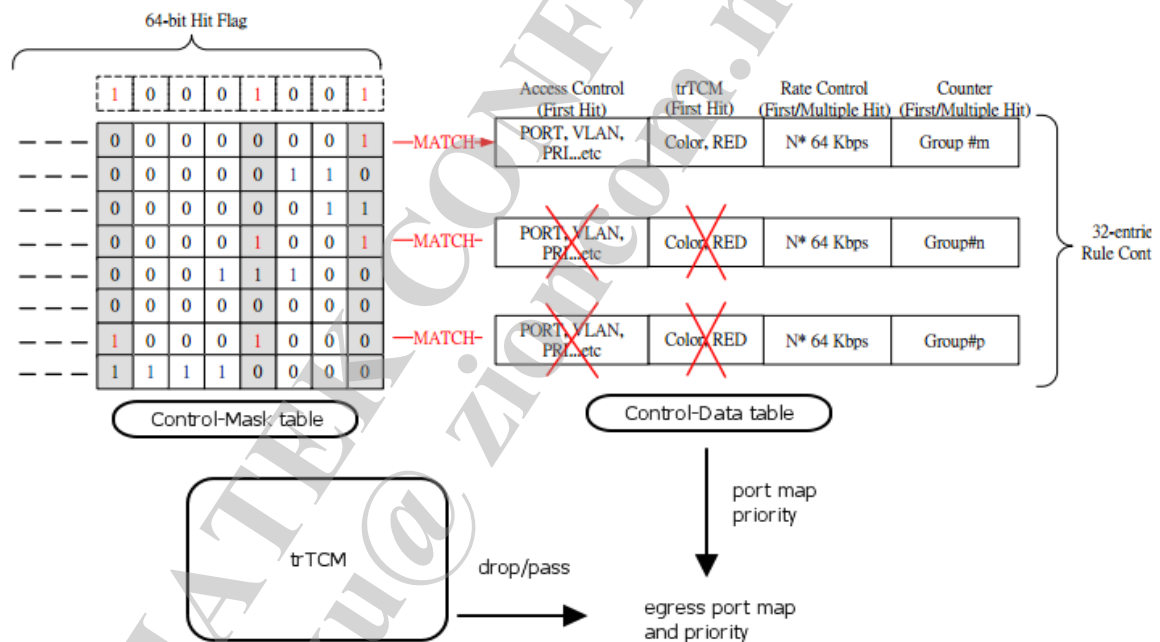 64-bit Hit Flag
1 0 0 0 1 0 0 1
Access Control
(First Hit)
trTCM
(First Hit)
Rate Control
(First/Multiple Hit)
Counter
(First/Multiple Hit)
0 0 0 0 0 0 0 1
MATCH
PORT, VLAN,
PRI...etc
Color, RED
N* 64 Kbps
Group #m
0 0 0 0 0 1 1 0
0 0 0 0 0 0 1 1
0 0 0 0 1 0 0 1
MATCH
PORT, VLAN,
PRI...etc
Color, RED
N* 64 Kbps
Group#n
32-entrie
Rule Cont
0 0 0 1 1 1 0 0
0 0 0 0 0 0 0 0
1 0 0 0 1 0 0 0
MATCH
PORT, VLAN,
PRI...etc
Color, RED
N* 64 Kbps
Group#p
1 1 1 1 0 0 0 0
Control-Mask table
Control-Data table
port map
priority
trTCM
drop/pass
egress port map
and priority